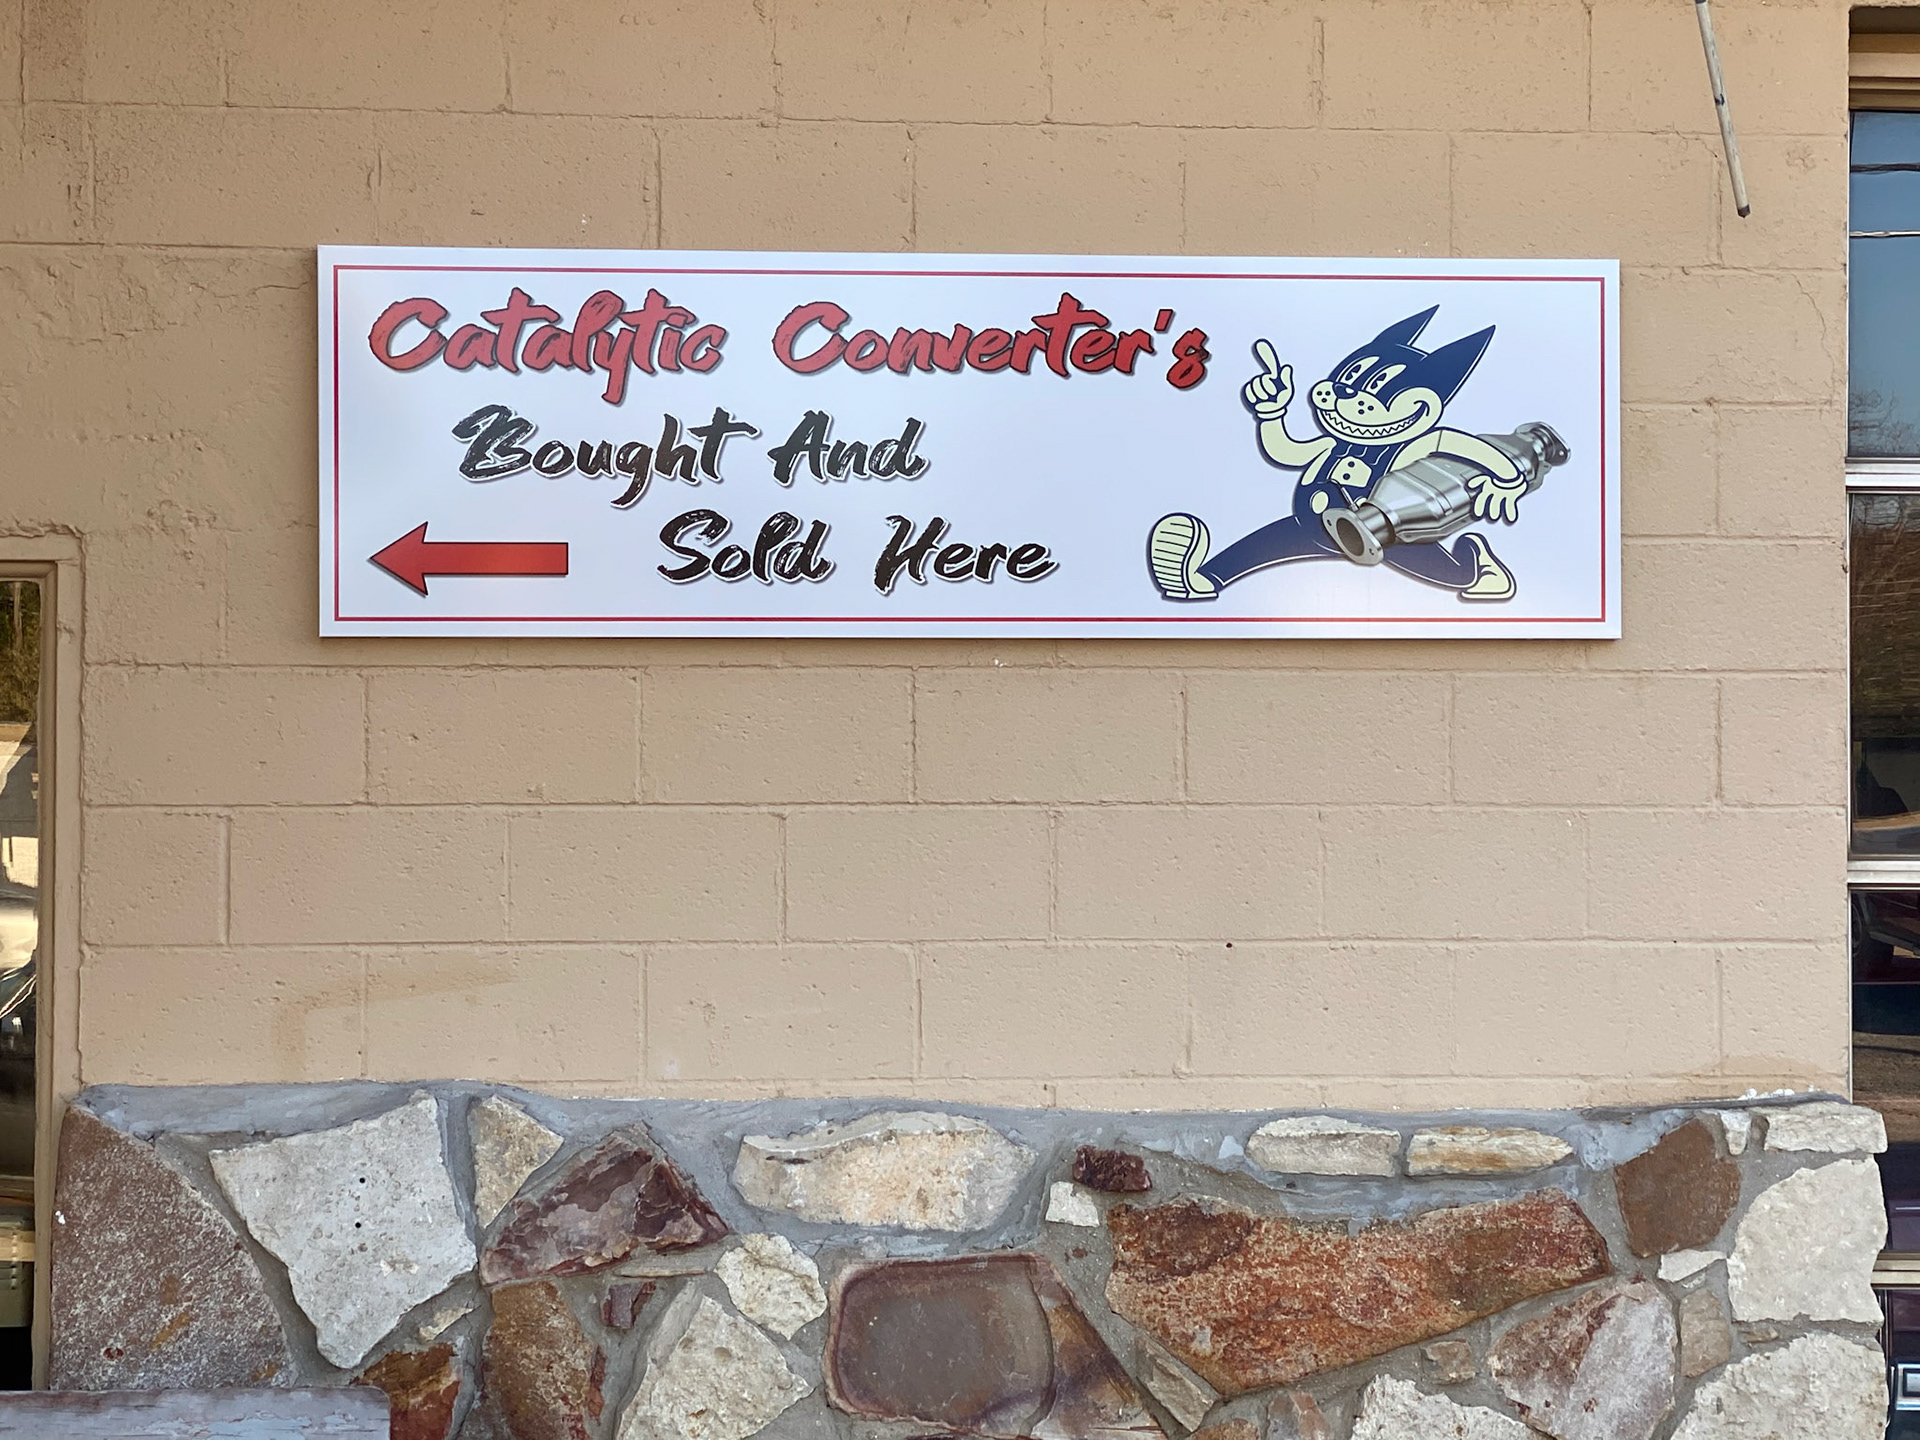 Catalytic Converter's
Bought And
Sold Here